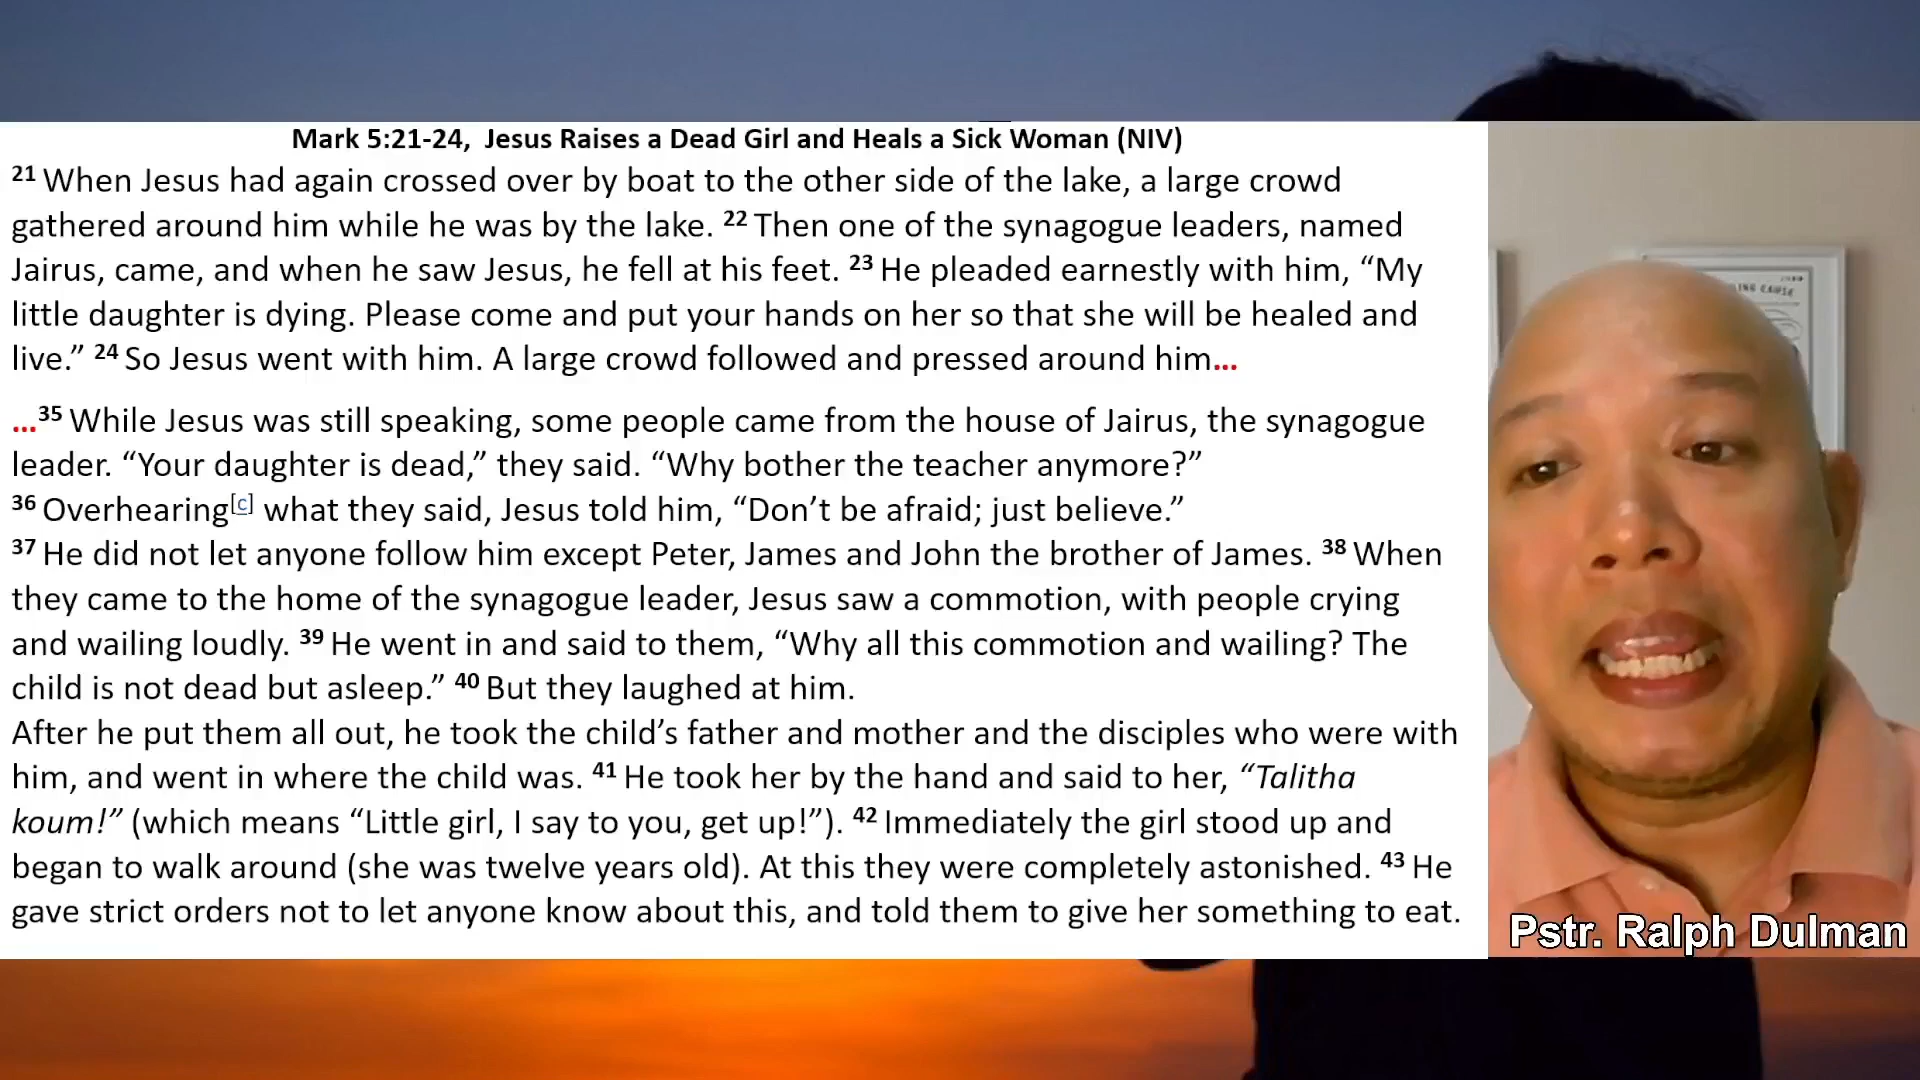 Mark 5:21-24, Jesus Raises a Dead Girl and Heals a Sick Woman (NIV)
21 When Jesus had again crossed over by boat to the other side of the lake, a large crowd
gathered around him while he was by the lake. 22 Then one of the synagogue leaders, named
Jairus, came, and when he saw Jesus, he fell at his feet. 23 He pleaded earnestly with him, “My
little daughter is dying. Please come and put your hands on her so that she will be healed and
live.” 24 So Jesus went with him. A large crowd followed and pressed around him...
...35 While Jesus was still speaking, some people came from the house of Jairus, the synagogue
leader. “Your daughter is dead,” they said. “Why bother the teacher anymore?”
36 Overhearing[c] what they said, Jesus told him, “Don’t be afraid; just believe.”
37 He did not let anyone follow him except Peter, James and John the brother of James. 38 When
they came to the home of the synagogue leader, Jesus saw a commotion, with people crying
and wailing loudly. 39 He went in and said to them, “Why all this commotion and wailing? The
child is not dead but asleep.” 40 But they laughed at him.
After he put them all out, he took the child’s father and mother and the disciples who were with
him, and went in where the child was. 41 He took her by the hand and said to her, “Talitha
koum!” (which means “Little girl, I say to you, get up!”). 42 Immediately the girl stood up and
began to walk around (she was twelve years old). At this they were completely astonished. 43 He
gave strict orders not to let anyone know about this, and told them to give her something to eat.
Pstr. Ralph Dulman